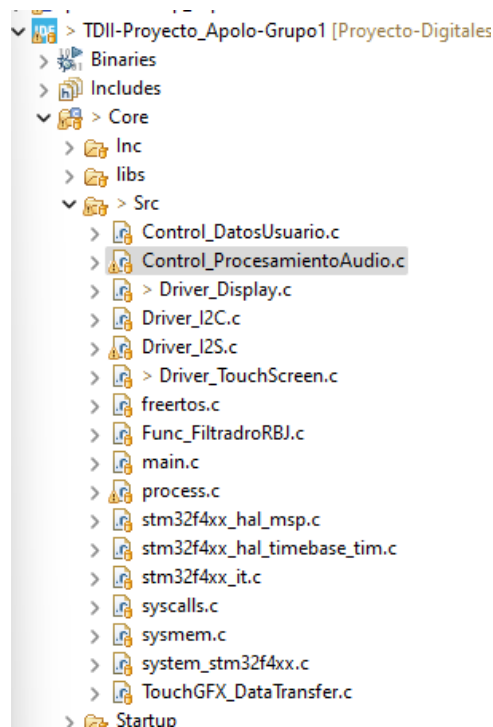 > TDII-Proyecto_Apolo-Grupo1 [Proyecto-Digitales
> Binaries
> Includes
> Core
> Inc
> libs
> Src
> Control_DatosUsuario.c
> Control_ProcesamientoAudio.c
> > Driver_Display.c
> Driver_I2C.c
> Driver_I2S.c
> > Driver_TouchScreen.c
> freertos.c
> Func_FiltradroRBJ.c
> main.c
> process.c
> stm32f4xx_hal_msp.c
> stm32f4xx_hal_timebase_tim.c
> stm32f4xx_it.c
> syscalls.c
> sysmem.c
> system_stm32f4xx.c
> TouchGFX_DataTransfer.c
> Startup